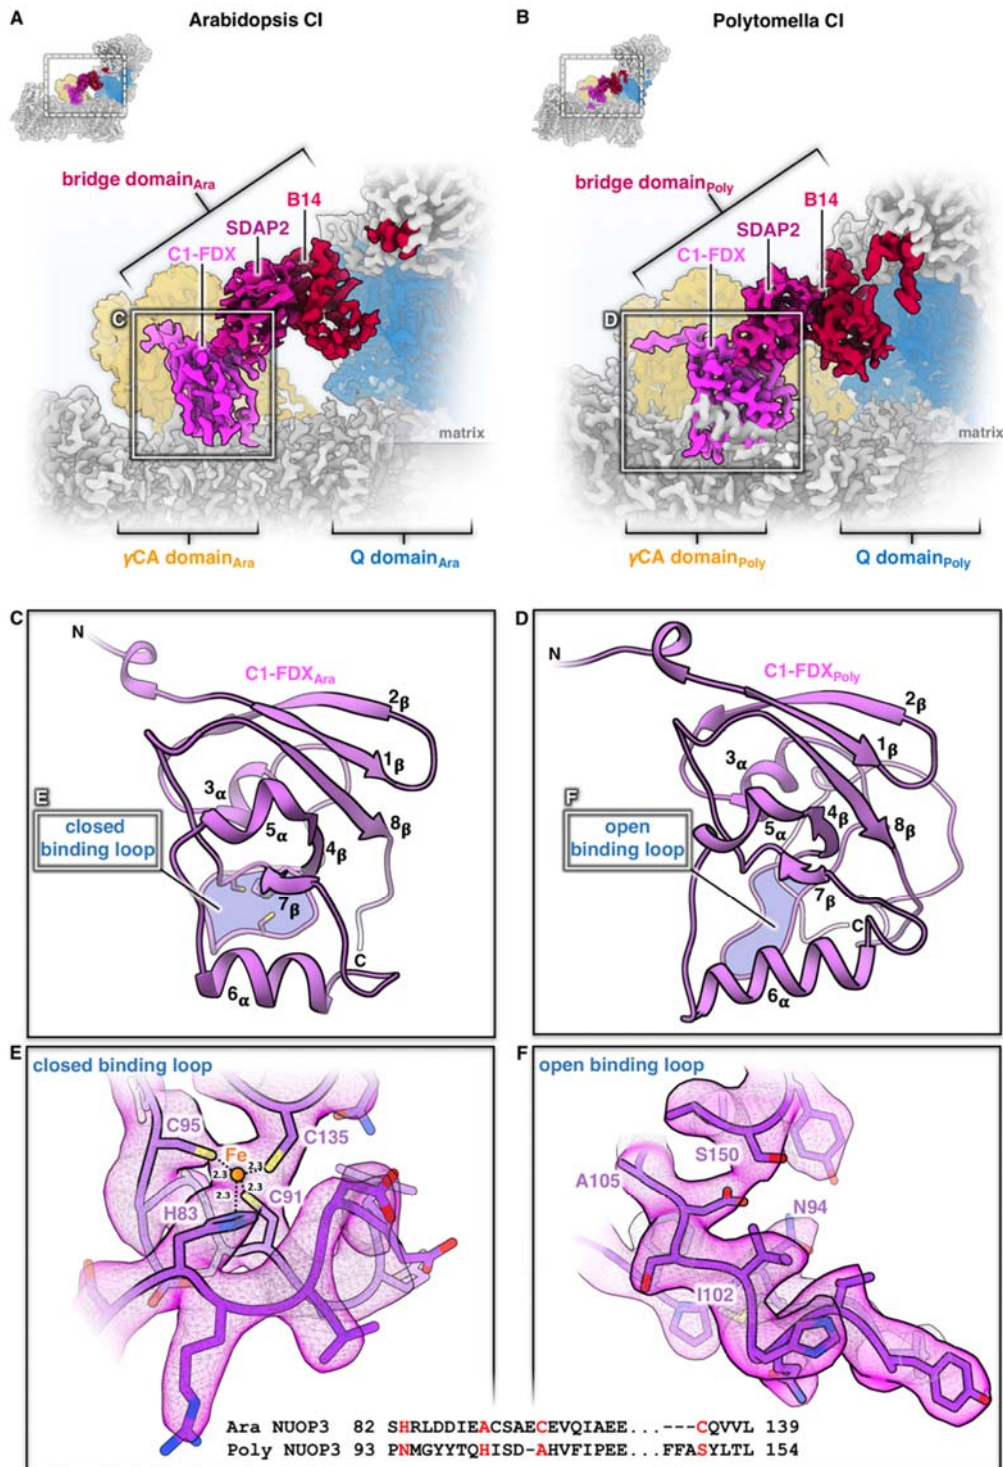 A
Arabidopsis CI
B
Polytomella CI
bridge domainAra
B14
SDAP2
C1-FDX
C
matrix
γCA domainAra
Q domainAra
bridge domainPoly
B14
SDAP2
C1-FDX
D
matrix
γCA domainPoly
Q domainPoly
C
N
C1-FDXAra
2β
1β
3α
E
5α
4β
8β
closed
binding loop
7β
C
6α
D
N
C1-FDXPoly
2β
1β
3α
F
5α
4β
8β
open
binding loop
7β
C
6α
E
closed binding loop
C95
C135
Fe
2.3
2.3
2.3
2.3
C91
H83
F
open binding loop
S150
A105
N94
I102
Ara NUOP3 82 SHRLDDIEACSAECEVQIAEE...---CQVVL 139
Poly NUOP3 93 PNMGYYTQHISD-AHVFIPEE...FFASYLTL 154